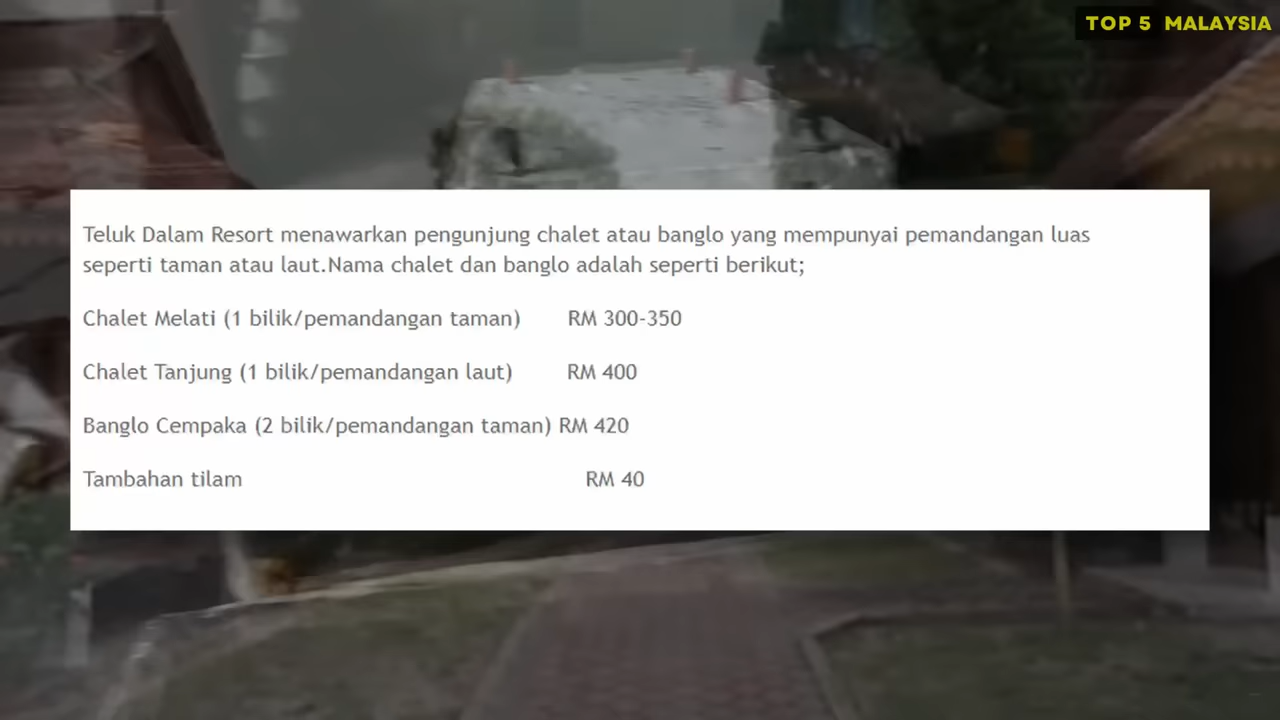 TOP 5 MALAYSIA
Teluk Dalam Resort menawarkan pengunjung chalet atau banglo yang mempunyai pemandangan luas
seperti taman atau laut.Nama chalet dan banglo adalah seperti berikut;
Chalet Melati (1 bilik/pemandangan taman) RM 300-350
Chalet Tanjung (1 bilik/pemandangan laut) RM 400
Banglo Cempaka (2 bilik/pemandangan taman) RM 420
Tambahan tilam RM 40